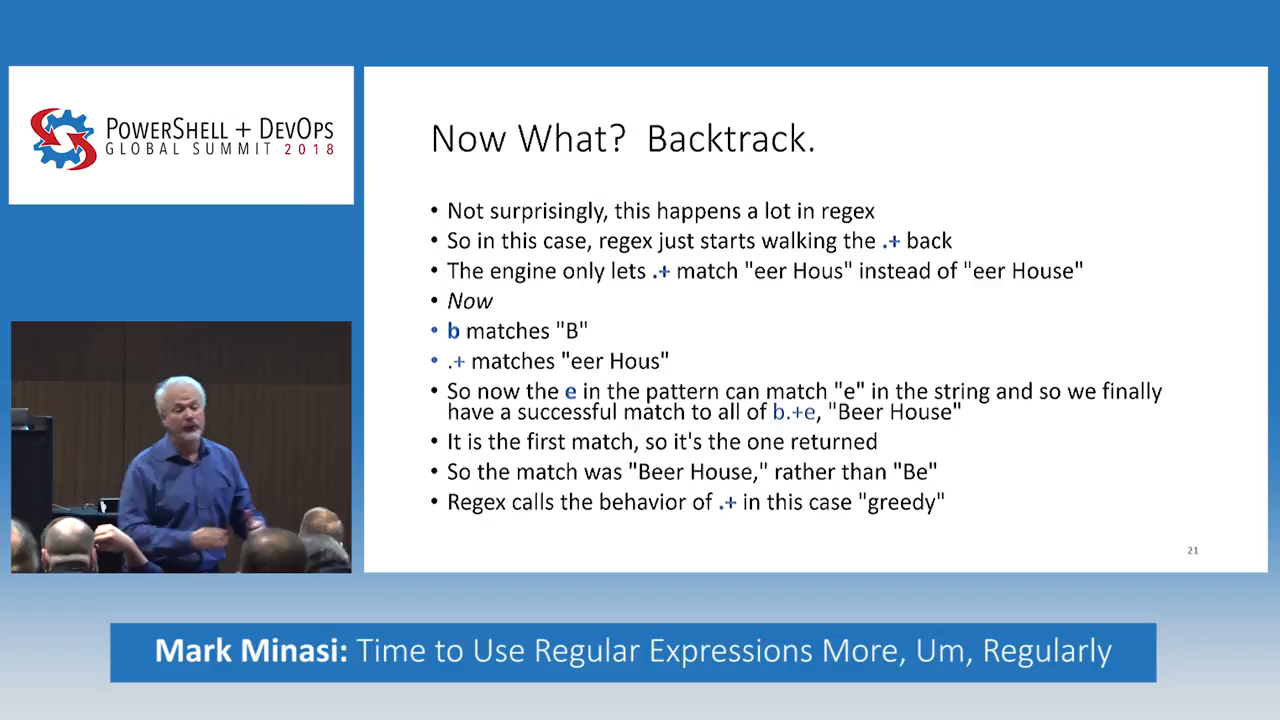 POWERSHELL + DEVOPS
GLOBAL SUMMIT 2018
Now What?  Backtrack.
• Not surprisingly, this happens a lot in regex
• So in this case, regex just starts walking the .+ back
• The engine only lets .+ match "eer Hous" instead of "eer House"
• Now
• b matches "B"
• .+ matches "eer Hous"
• So now the e in the pattern can match "e" in the string and so we finally
have a successful match to all of b.+e, "Beer House"
• It is the first match, so it's the one returned
• So the match was "Beer House," rather than "Be"
• Regex calls the behavior of .+ in this case "greedy"
21
Mark Minasi: Time to Use Regular Expressions More, Um, Regularly